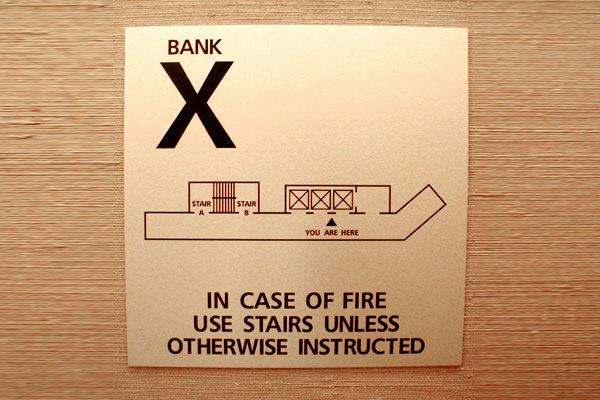 BANK
X
STAIR STAIR
A B
YOU ARE HERE
IN CASE OF FIRE
USE STAIRS UNLESS
OTHERWISE INSTRUCTED